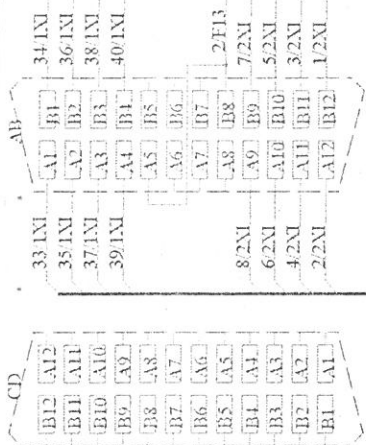 AB
34/1XI
36/1XI
38/1XI
40/1XI
2/F13
7/2XI
5/2XI
3/2XI
1/2XI
B1 B2 B3 B4 B5 B6 B7 B8 B9 B10 B11 B12
A1 A2 A3 A4 A5 A6 A7 A8 A9 A10 A11 A12
33/1XI
35/1XI
37/1XI
39/1XI
8/2XI
6/2XI
4/2XI
2/2XI
CD
A12 A11 A10 A9 A8 A7 A6 A5 A4 A3 A2 A1
B12 B11 B10 B9 B8 B7 B6 B5 B4 B3 B2 B1